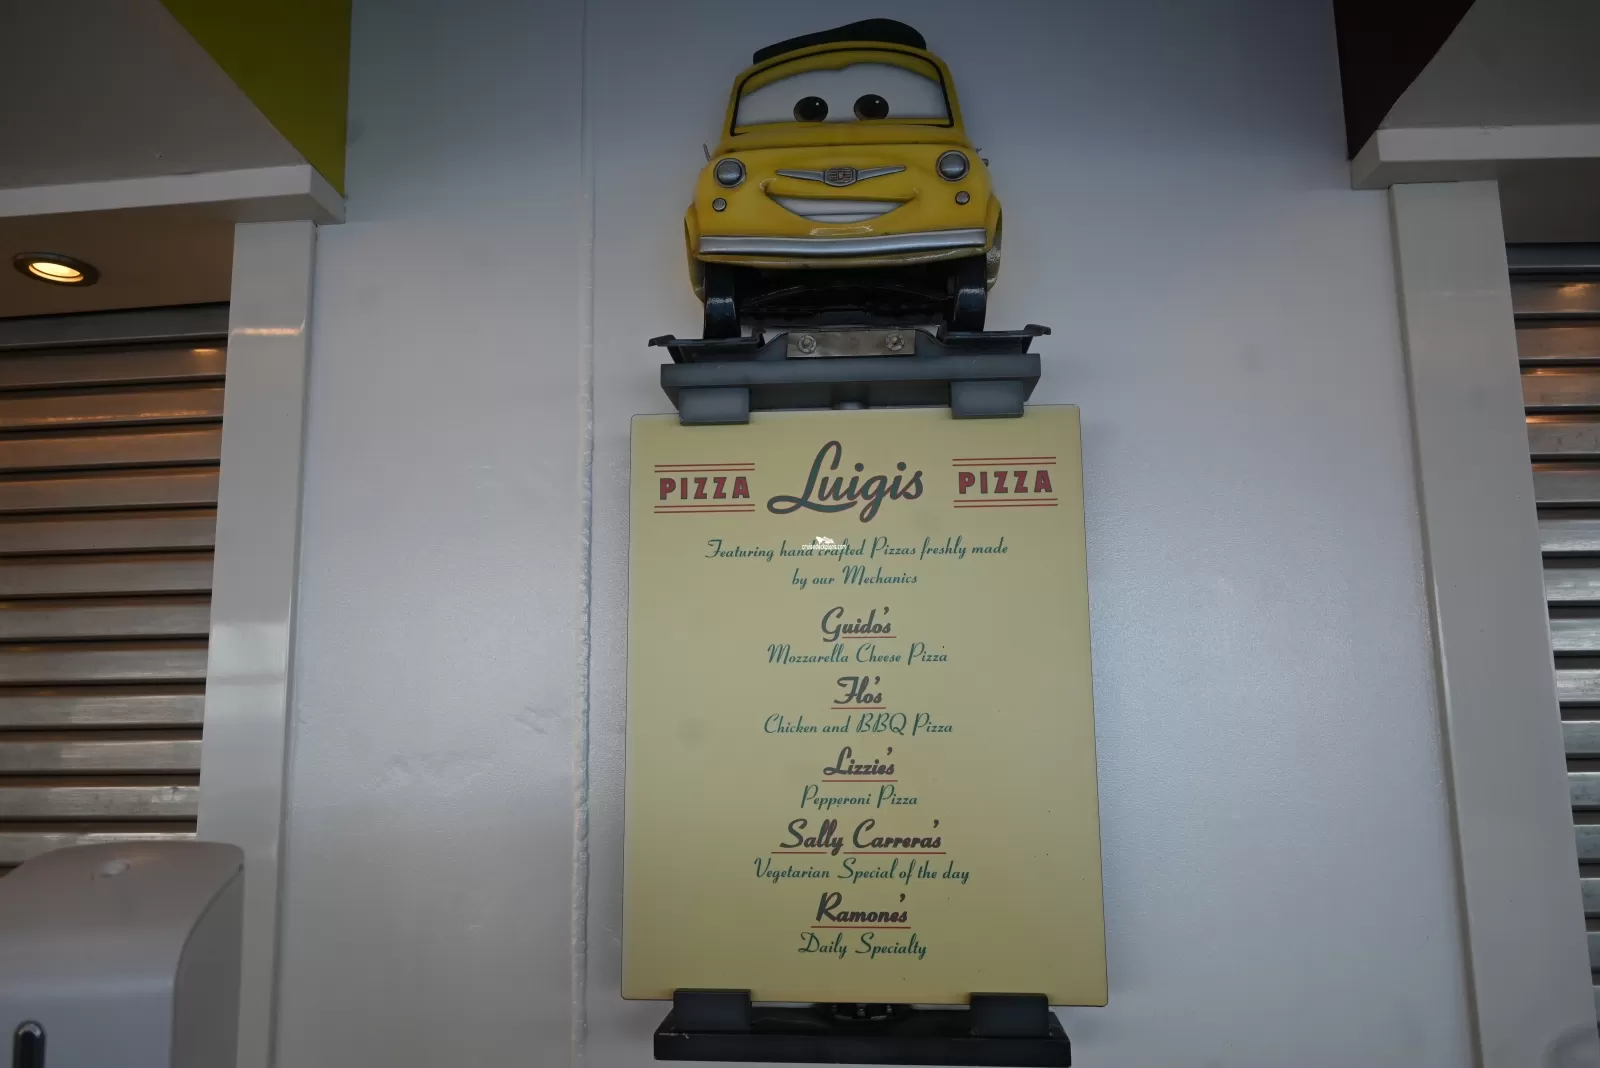 PIZZA Luigis PIZZA
Featuring hand crafted Pizzas freshly made
by our Mechanics
Guido's
Mozzarella Cheese Pizza
Flo's
Chicken and BBQ Pizza
Lizzie's
Pepperoni Pizza
Sally Carrera's
Vegetarian Special of the day
Ramone's
Daily Specialty